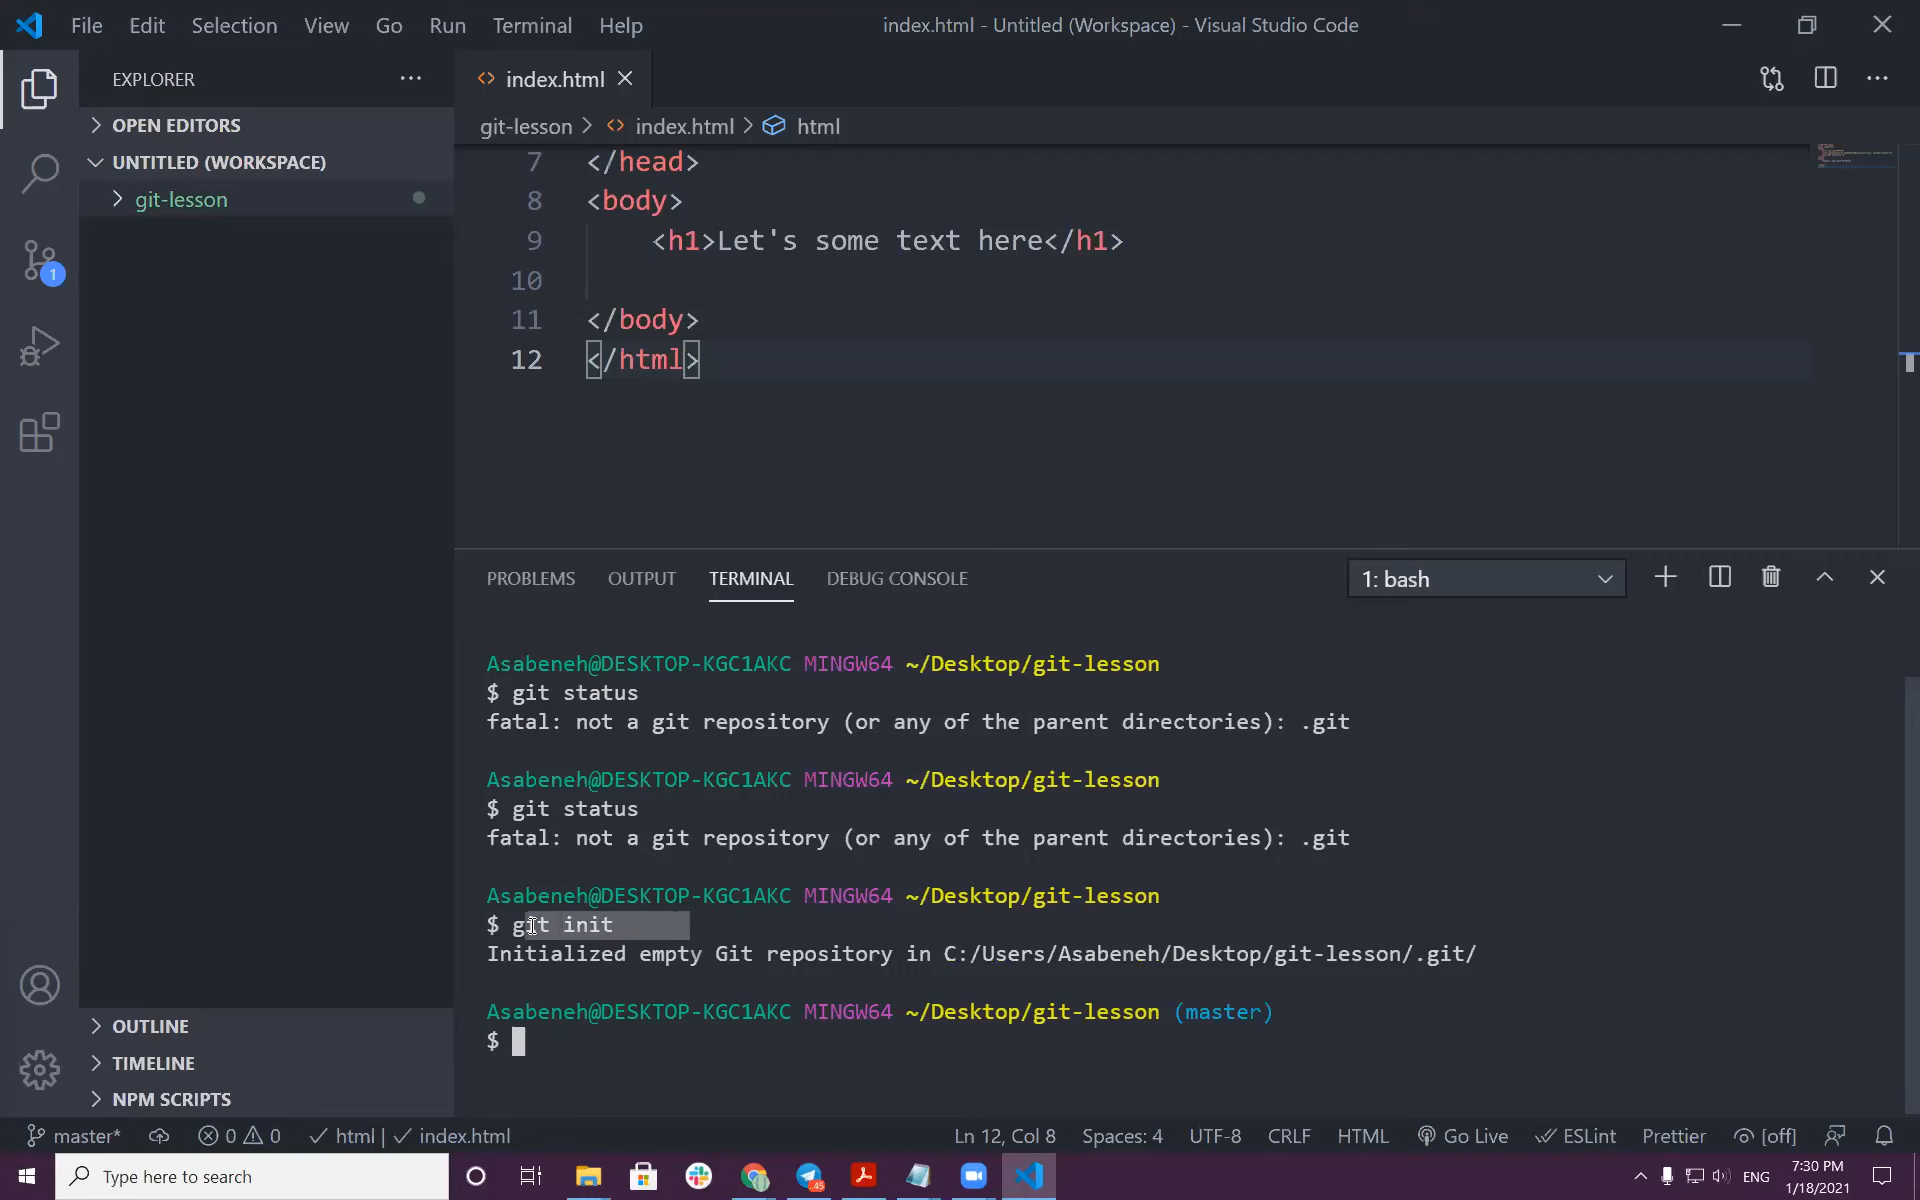 File Edit Selection View Go Run Terminal Help index.html - Untitled (Workspace) - Visual Studio Code
EXPLORER ···
index.html
OPEN EDITORS
UNTITLED (WORKSPACE)
git-lesson
git-lesson > index.html > html
7 </head>
8 <body>
9 <h1>Let's some text here</h1>
10
11 </body>
12 </html>
1
PROBLEMS OUTPUT TERMINAL DEBUG CONSOLE 1: bash
Asabeneh@DESKTOP-KGC1AKC MINGW64 ~/Desktop/git-lesson
$ git status
fatal: not a git repository (or any of the parent directories): .git
Asabeneh@DESKTOP-KGC1AKC MINGW64 ~/Desktop/git-lesson
$ git status
fatal: not a git repository (or any of the parent directories): .git
Asabeneh@DESKTOP-KGC1AKC MINGW64 ~/Desktop/git-lesson
$ git init
Initialized empty Git repository in C:/Users/Asabeneh/Desktop/git-lesson/.git/
Asabeneh@DESKTOP-KGC1AKC MINGW64 ~/Desktop/git-lesson (master)
$
OUTLINE
TIMELINE
NPM SCRIPTS
master* 0 0 html | index.html Ln 12, Col 8 Spaces: 4 UTF-8 CRLF HTML Go Live ESLint Prettier [off]
Type here to search 45 ENG 7:30 PM
1/18/2021